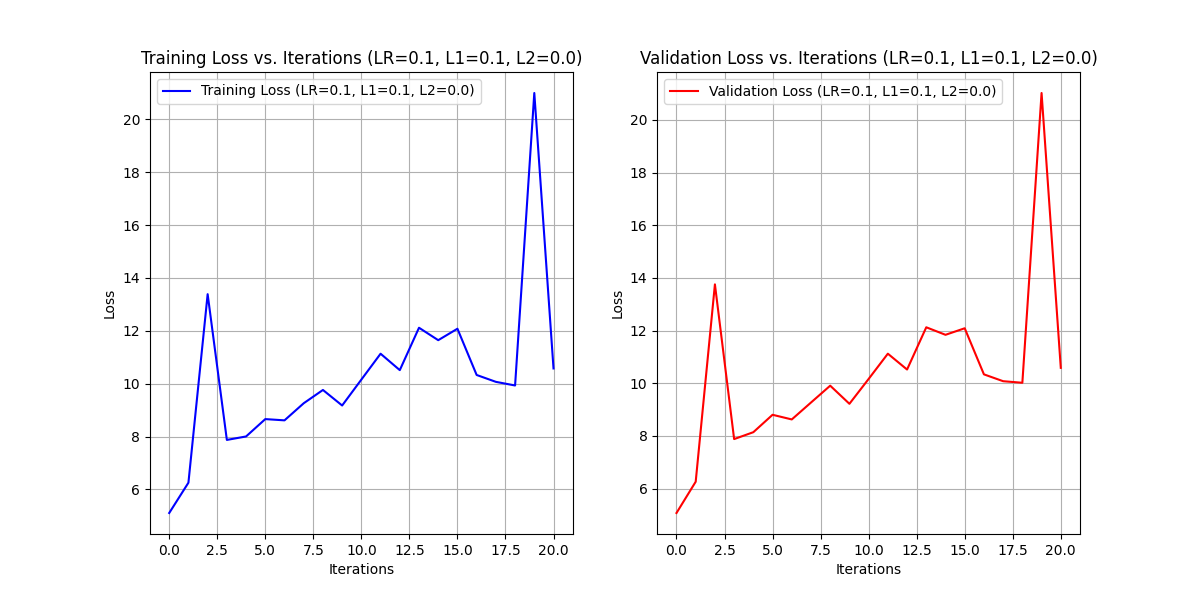 Training Loss vs. Iterations (LR=0.1, L1=0.1, L2=0.0)
Training Loss (LR=0.1, L1=0.1, L2=0.0)
20
18
16
14
12
10
8
6
Loss
0.0 2.5 5.0 7.5 10.0 12.5 15.0 17.5 20.0
Iterations
Validation Loss vs. Iterations (LR=0.1, L1=0.1, L2=0.0)
Validation Loss (LR=0.1, L1=0.1, L2=0.0)
20
18
16
14
12
10
8
6
Loss
0.0 2.5 5.0 7.5 10.0 12.5 15.0 17.5 20.0
Iterations